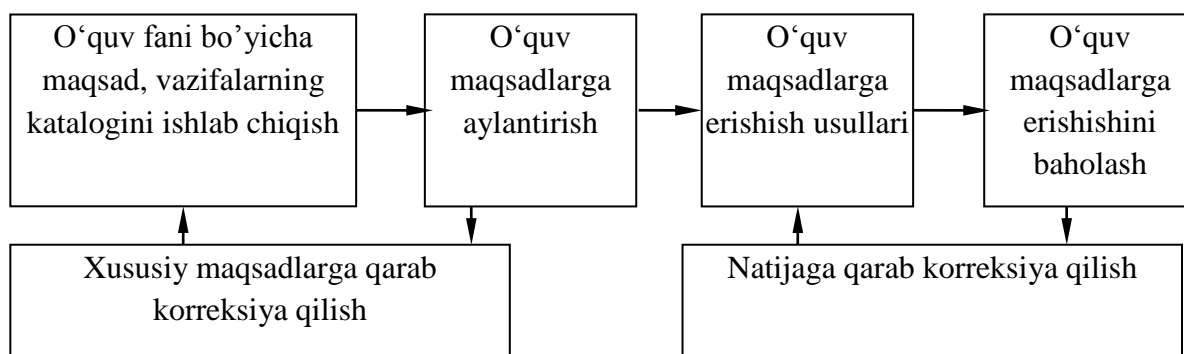 O‘quv fani bo’yicha
maqsad, vazifalarning
katalogini ishlab chiqish
O‘quv
maqsadlarga
aylantirish
O‘quv
maqsadlarga
erishish usullari
O‘quv
maqsadlarga
erishishini
baholash
Xususiy maqsadlarga qarab
korreksiya qilish
Natijaga qarab korreksiya qilish